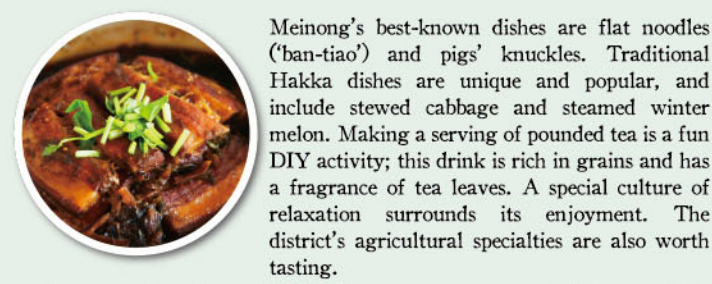 Meinong's best-known dishes are flat noodles
('ban-tiao') and pigs' knuckles. Traditional
Hakka dishes are unique and popular, and
include stewed cabbage and steamed winter
melon. Making a serving of pounded tea is a fun
DIY activity; this drink is rich in grains and has
a fragrance of tea leaves. A special culture of
relaxation surrounds its enjoyment. The
district's agricultural specialties are also worth
tasting.